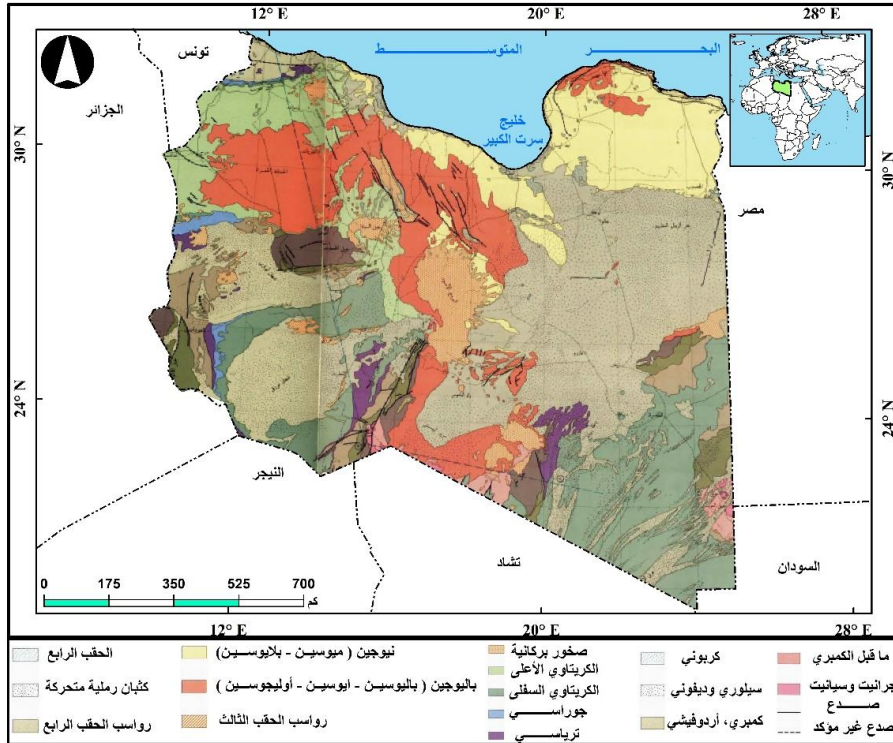 12° E 20° E 28° E
تونس
البحر المتوسط
الجزائر
خليج
سرت الكبير
30° N 30° N
مصر
24° N 24° N
النيجر
تشاد
السودان
0 175 350 525 700
كم
12° E 20° E 28° E
الحقب الرابع
كثبان رملية متحركة
رواسب الحقب الرابع
نيوجين ( ميوسين - بلايوسين)
باليوجين ( باليوسين - ايوسين - أوليجوسين )
رواسب الحقب الثالث
صخور بركانية
الكريتاوي الأعلى
الكريتاوي السفلى
جوراسي
ترياسي
كربوني
سيلوري وديفوني
كمبري، أردوفيشي
ما قبل الكمبري
جرانيت وسيانيت
صدع
صدع غير مؤكد